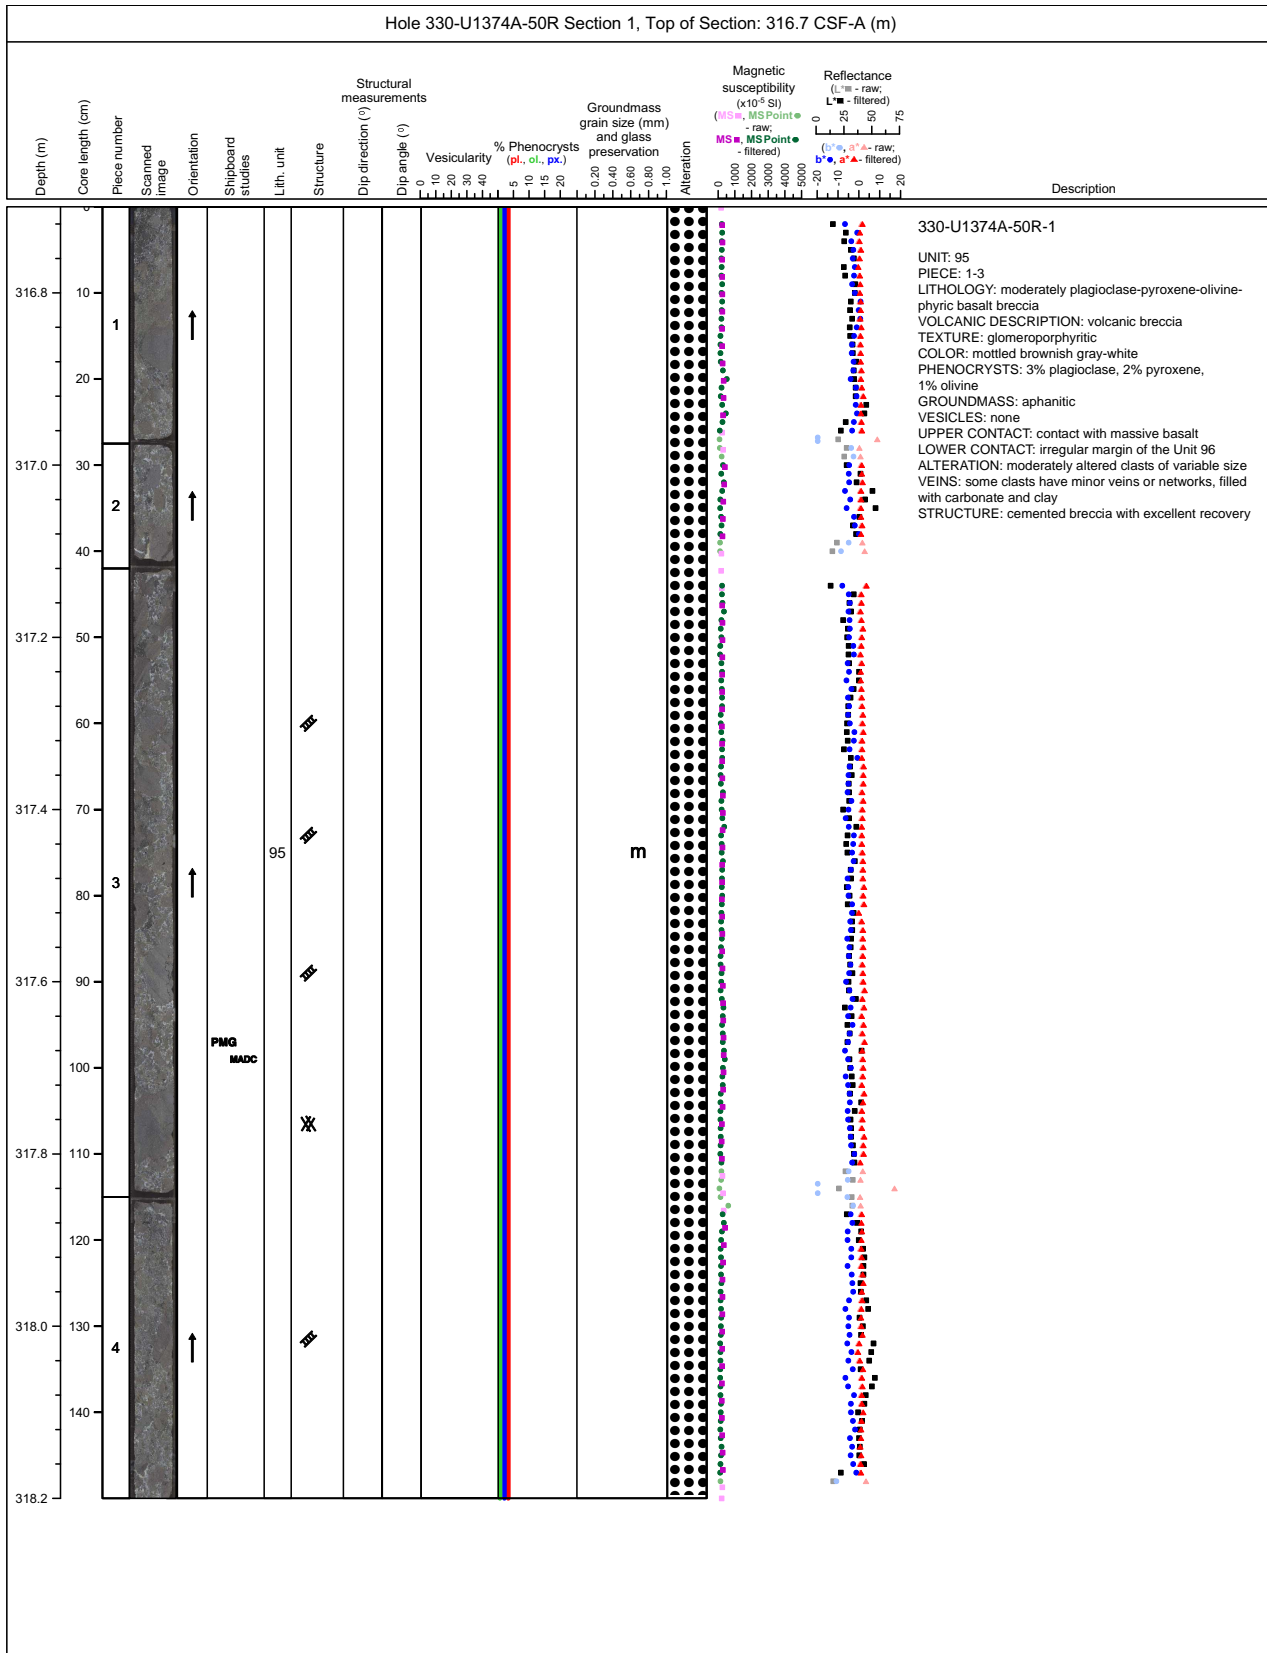 Hole 330-U1374A-50R Section 1, Top of Section: 316.7 CSF-A (m)
Depth (m)
Core length (cm)
Piece number
Scanned image
Orientation
Shipboard studies
Lith. unit
Structure
Structural measurements
Dip direction (°)
Dip angle (°)
Vesicularity
0 10 20 30 40
% Phenocrysts
(pl., ol., px.)
5 10 15 20
Groundmass
grain size (mm)
and glass
preservation
0.20 0.40 0.60 0.80 1.00
Alteration
Magnetic
susceptibility
(x10-5 SI)
(MS■, MSPoint●
- raw;
MS■, MSPoint●
- filtered)
0 1000 2000 3000 4000 5000
Reflectance
(L*■ - raw;
L*■ - filtered)
0 25 50 75
(b*●, a*▲- raw;
b*●, a*▲- filtered)
-20 -10 0 10 20
Description
0
316.8 10
1
20
317.0 30
2
40
317.2 50
60
317.4 70
95
m
3
80
317.6 90
PMG
MADC
100
317.8 110
120
318.0 130
4
140
318.2
330-U1374A-50R-1
UNIT: 95
PIECE: 1-3
LITHOLOGY: moderately plagioclase-pyroxene-olivine-
phyric basalt breccia
VOLCANIC DESCRIPTION: volcanic breccia
TEXTURE: glomeroporphyritic
COLOR: mottled brownish gray-white
PHENOCRYSTS: 3% plagioclase, 2% pyroxene,
1% olivine
GROUNDMASS: aphanitic
VESICLES: none
UPPER CONTACT: contact with massive basalt
LOWER CONTACT: irregular margin of the Unit 96
ALTERATION: moderately altered clasts of variable size
VEINS: some clasts have minor veins or networks, filled
with carbonate and clay
STRUCTURE: cemented breccia with excellent recovery